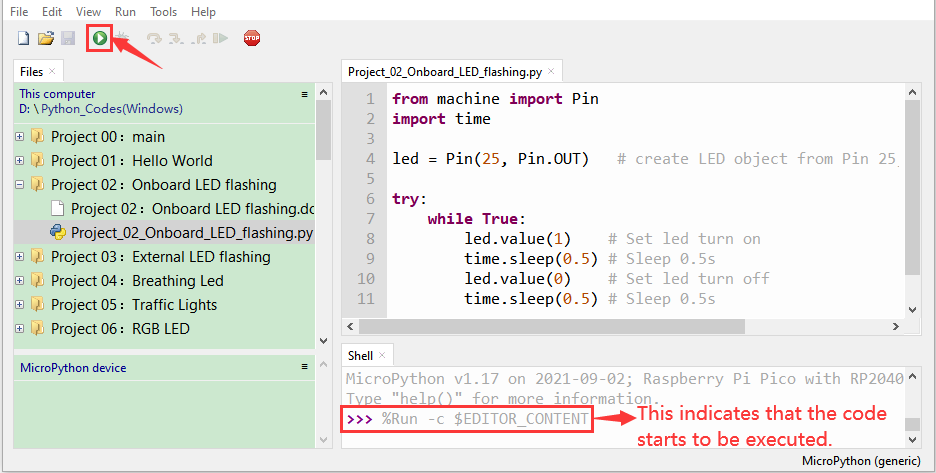 File Edit View Run Tools Help
STOP
Files ×
This computer
D: \ Python_Codes(Windows)
Project 00：main
Project 01：Hello World
Project 02：Onboard LED flashing
Project 02：Onboard LED flashing.dc
Project_02_Onboard_LED_flashing.py
Project 03：External LED flashing
Project 04：Breathing Led
Project 05：Traffic Lights
Project 06：RGB LED
MicroPython device
Project_02_Onboard_LED_flashing.py ×
1 from machine import Pin
2 import time
3
4 led = Pin(25, Pin.OUT)   # create LED object from Pin 25,
5
6 try:
7     while True:
8         led.value(1)    # Set led turn on
9         time.sleep(0.5) # Sleep 0.5s
10         led.value(0)    # Set led turn off
11         time.sleep(0.5) # Sleep 0.5s
Shell ×
MicroPython v1.17 on 2021-09-02; Raspberry Pi Pico with RP2040
Type "help()" for more information.
>>> %Run -c $EDITOR_CONTENT
This indicates that the code
starts to be executed.
MicroPython (generic)